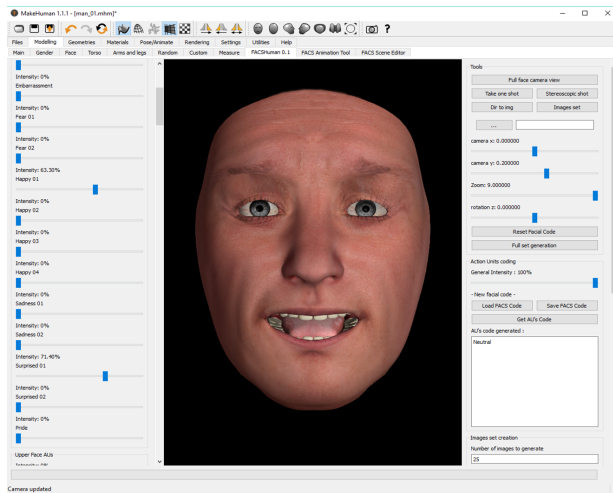 MakeHuman 1.1.1 - [man_01.mhm]*
Files Modeling Geometries Materials Pose/Animate Rendering Settings Utilities Help
Main Gender Face Torso Arms and legs Random Custom Measure FACSHuman 0.1 FACS Animation Tool FACS Scene Editor
Intensity: 0%
Embarrassment
Intensity: 0%
Fear 01
Intensity: 0%
Fear 02
Intensity: 63.30%
Happy 01
Intensity: 0%
Happy 02
Intensity: 0%
Happy 03
Intensity: 0%
Happy 04
Intensity: 0%
Sadness 01
Intensity: 0%
Sadness 02
Intensity: 71.40%
Surprised 01
Intensity: 0%
Surprised 02
Intensity: 0%
Pride
Upper Face AUs
Intensity: 0%
Tools
Full face camera view
Take one shot Stereoscopic shot
Dir to img Images set
...
camera x: 0.000000
camera y: 0.200000
Zoom: 9.000000
rotation z: 0.000000
Reset Facial Code
Full set generation
Action Units coding
General Intensity : 100%
- New facial code -
Load FACS Code Save FACS Code
Get AU's Code
AU's code generated :
Neutral
Images set creation
Number of images to generate
25
Camera updated